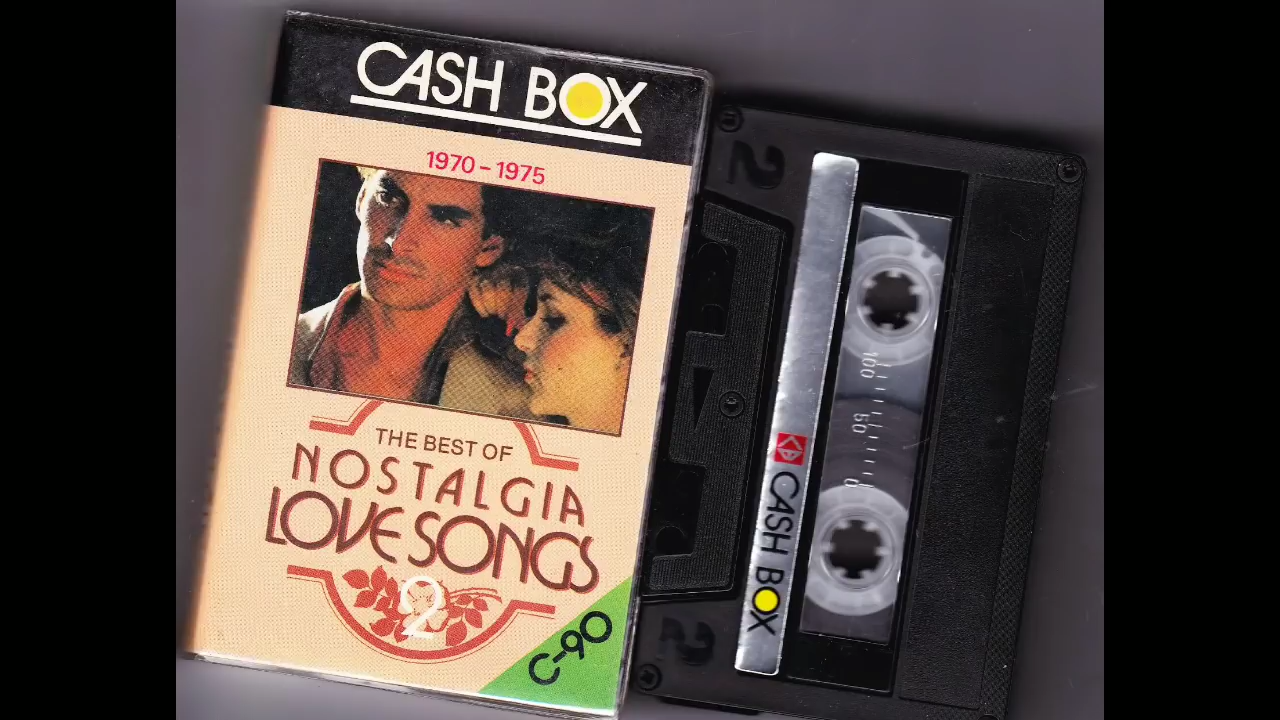 CASH BOX
1970 - 1975
THE BEST OF
NOSTALGIA
LOVE SONGS
2
C-90
2
100
50
0
CASH BOX
2